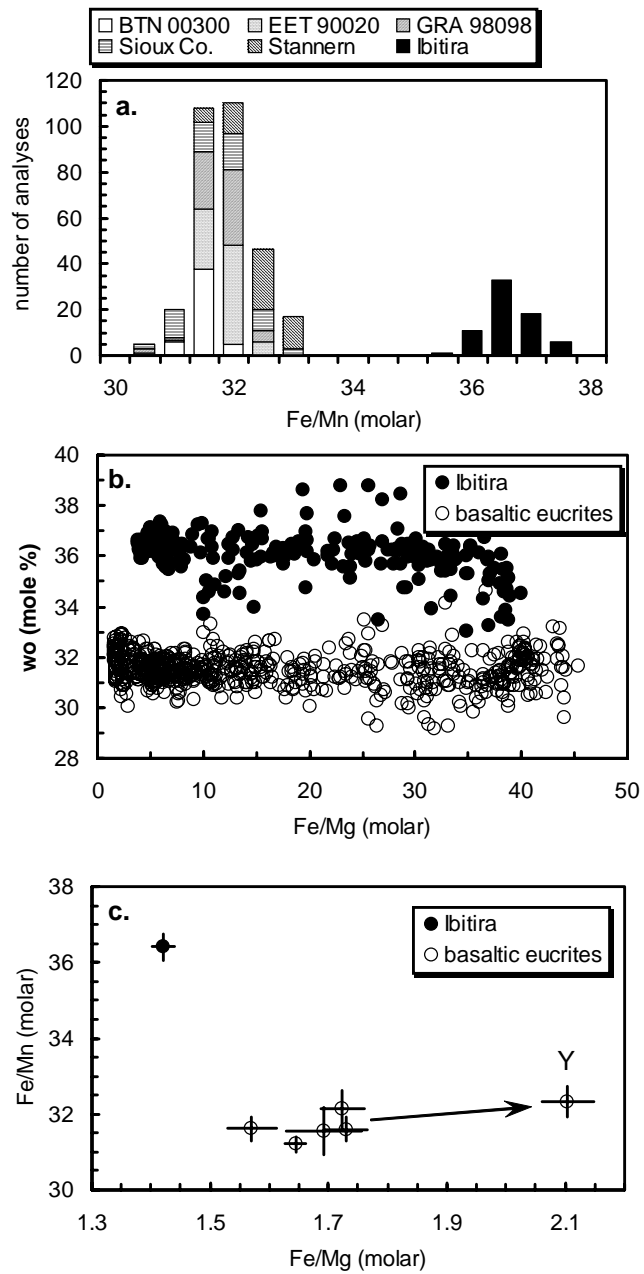 BTN 00300 EET 90020 GRA 98098
Sioux Co. Stannern Ibitira
a.
number of analyses
120
100
80
60
40
20
0
30 32 34 36 38
Fe/Mn (molar)
b.
Ibitira
basaltic eucrites
wo (mole %)
40
38
36
34
32
30
28
0 10 20 30 40 50
Fe/Mg (molar)
c.
Ibitira
basaltic eucrites
Fe/Mn (molar)
38
36
34
32
30
Y
1.3 1.5 1.7 1.9 2.1
Fe/Mg (molar)